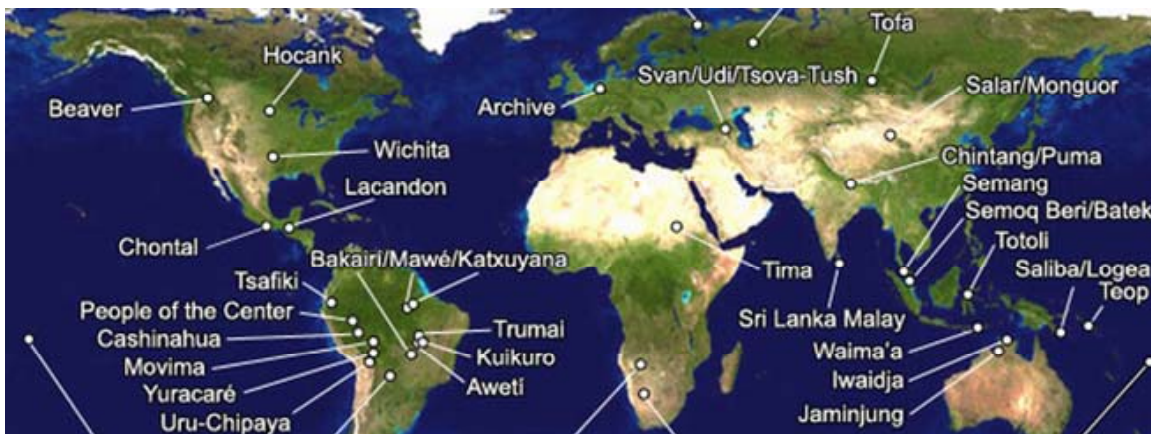 Tofa
Hocank
Svan/Udi/Tsova-Tush
Beaver
Archive
Salar/Monguor
Wichita
Chintang/Puma
Lacandon
Semang
Semoq Beri/Batek
Chontal
Totoli
Bakairí/Mawé/Katxuyana
Tima
Saliba/Logea
Tsafiki
Teop
People of the Center
Trumai
Sri Lanka Malay
Cashinahua
Kuikuro
Waima'a
Movima
Awetí
Iwaidja
Yuracaré
Jaminjung
Uru-Chipaya